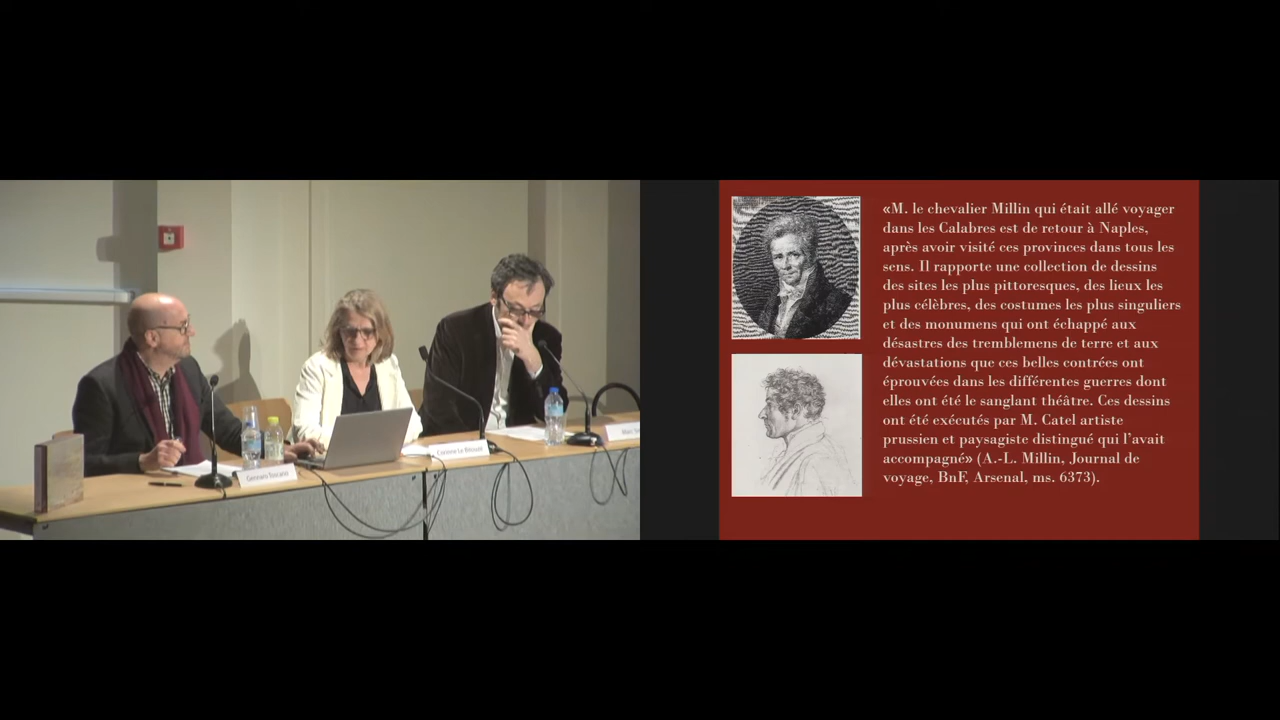 «M. le chevalier Millin qui était allé voyager
dans les Calabres est de retour à Naples,
après avoir visité ces provinces dans tous les
sens. Il rapporte une collection de dessins
des sites les plus pittoresques, des lieux les
plus célèbres, des costumes les plus singuliers
et des monumens qui ont échappé aux
désastres des tremblemens de terre et aux
dévastations que ces belles contrées ont
éprouvées dans les différentes guerres dont
elles ont été le sanglant théâtre. Ces dessins
ont été exécutés par M. Catel artiste
prussien et paysagiste distingué qui l'avait
accompagné» (A.-L. Millin, Journal de
voyage, BnF, Arsenal, ms. 6373).
Gennaro Toscano
Corinne Le Bitouzé